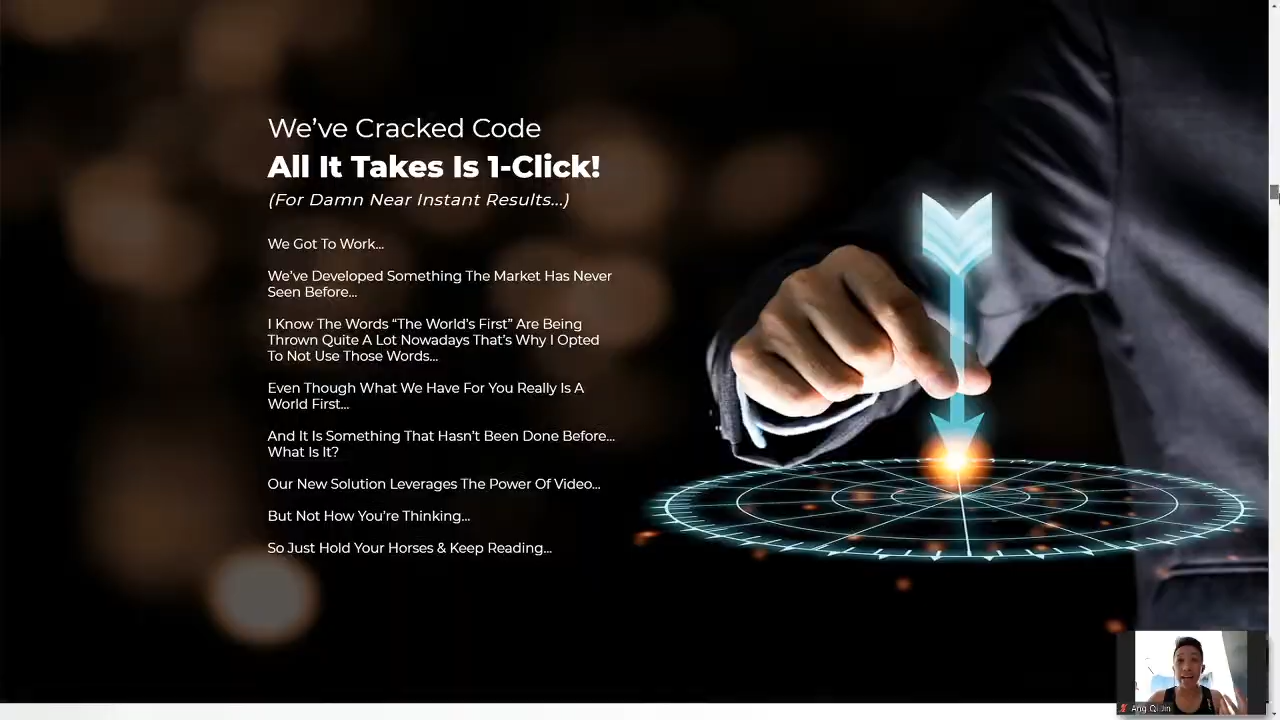 We've Cracked Code
All It Takes Is 1-Click!
(For Damn Near Instant Results...)
We Got To Work...
We've Developed Something The Market Has Never
Seen Before...
I Know The Words “The World's First” Are Being
Thrown Quite A Lot Nowadays That's Why I Opted
To Not Use Those Words...
Even Though What We Have For You Really Is A
World First...
And It Is Something That Hasn't Been Done Before...
What Is It?
Our New Solution Leverages The Power Of Video...
But Not How You're Thinking...
So Just Hold Your Horses & Keep Reading...
Ang Qi Jin